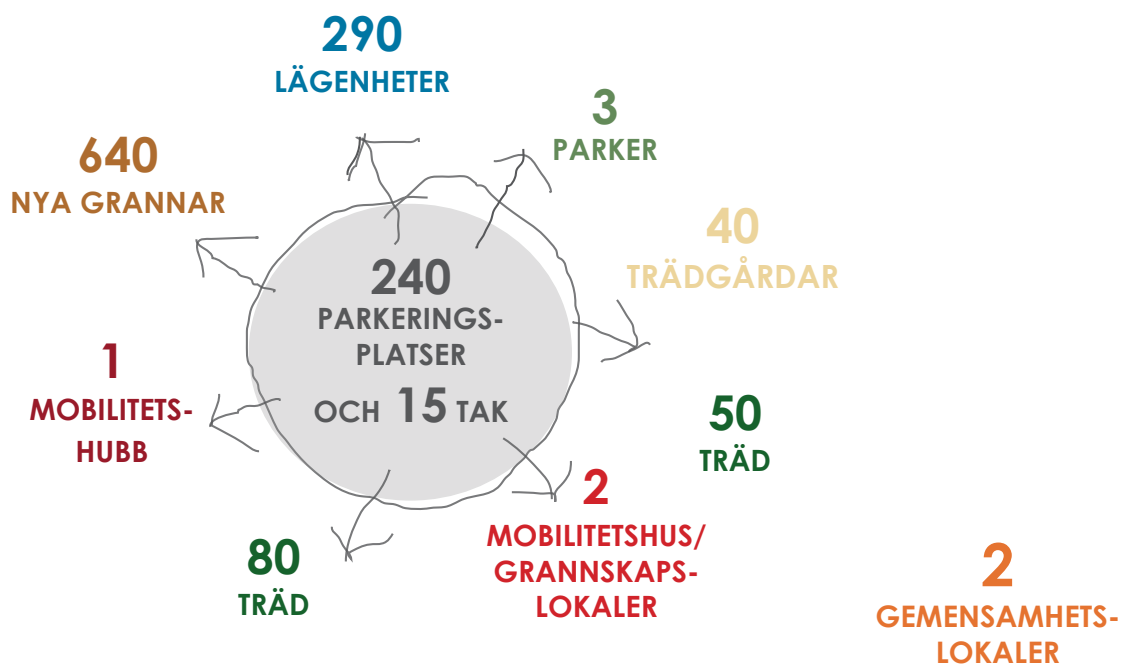 290
LÄGENHETER
3
PARKER
640
NYA GRANNAR
40
TRÄDGÅRDAR
240
PARKERINGS-
PLATSER
OCH 15 TAK
1
MOBILITETS-
HUBB
50
TRÄD
2
MOBILITETSHUS/
GRANNSKAPS-
LOKALER
80
TRÄD
2
GEMENSAMHETS-
LOKALER